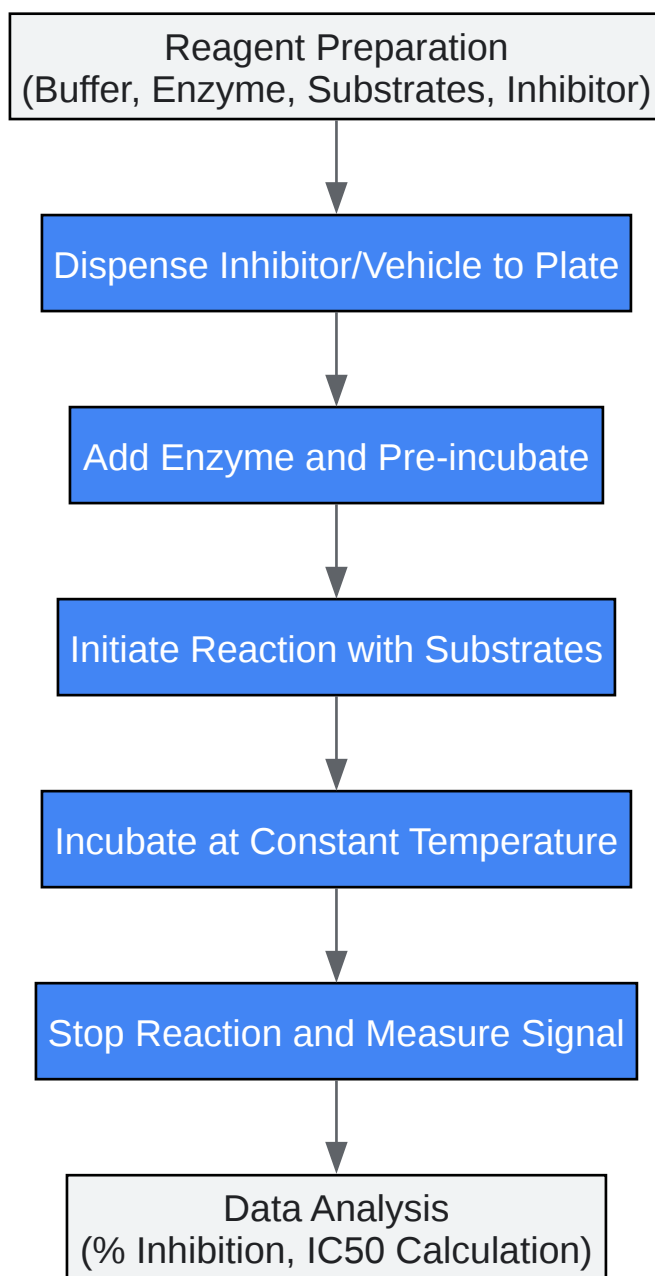 Reagent Preparation
(Buffer, Enzyme, Substrates, Inhibitor)
Dispense Inhibitor/Vehicle to Plate
Add Enzyme and Pre-incubate
Initiate Reaction with Substrates
Incubate at Constant Temperature
Stop Reaction and Measure Signal
Data Analysis
(% Inhibition, IC50 Calculation)